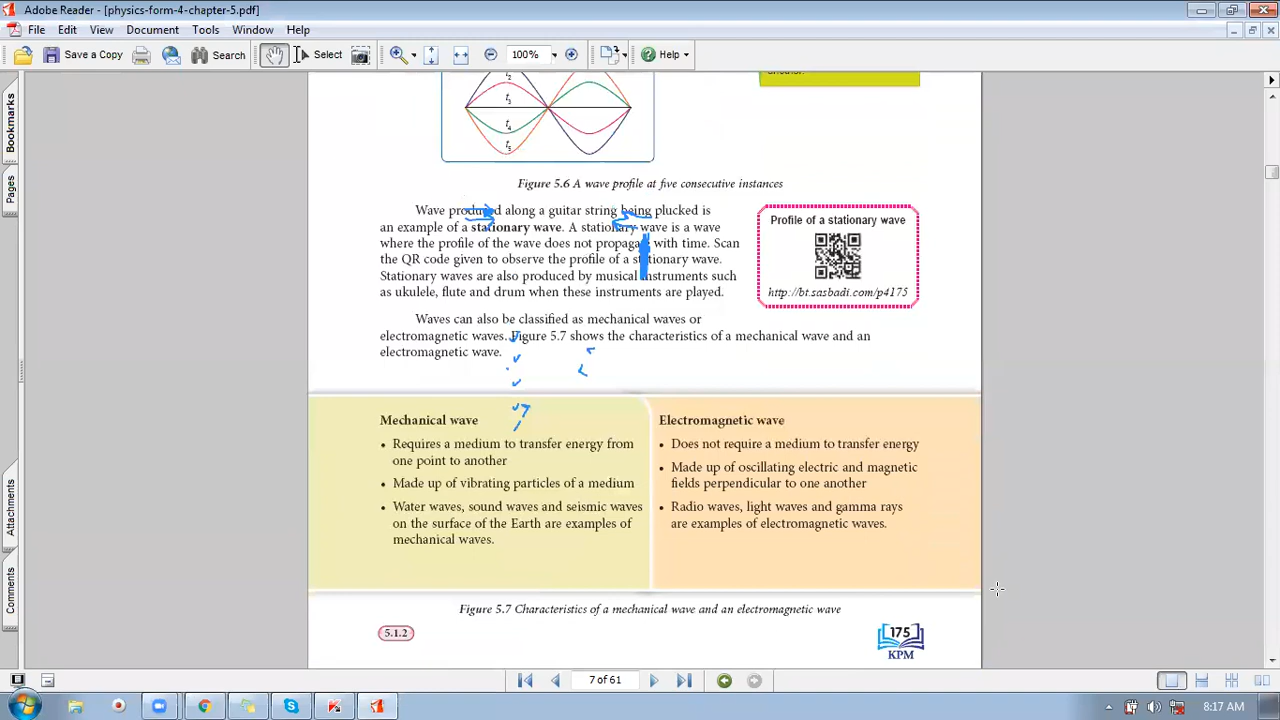 Adobe Reader - [physics-form-4-chapter-5.pdf]
File Edit View Document Tools Window Help
Save a Copy Search Select 100% Help
Bookmarks
Pages
Attachments
Comments
t2
t3
t4
t5
Figure 5.6 A wave profile at five consecutive instances
Wave produced along a guitar string being plucked is
an example of a stationary wave. A stationary wave is a wave
where the profile of the wave does not propagate with time. Scan
the QR code given to observe the profile of a stationary wave.
Stationary waves are also produced by musical instruments such
as ukulele, flute and drum when these instruments are played.
Profile of a stationary wave
http://bt.sasbadi.com/p4175
Waves can also be classified as mechanical waves or
electromagnetic waves. Figure 5.7 shows the characteristics of a mechanical wave and an
electromagnetic wave.
Mechanical wave
• Requires a medium to transfer energy from
one point to another
• Made up of vibrating particles of a medium
• Water waves, sound waves and seismic waves
on the surface of the Earth are examples of
mechanical waves.
Electromagnetic wave
• Does not require a medium to transfer energy
• Made up of oscillating electric and magnetic
fields perpendicular to one another
• Radio waves, light waves and gamma rays
are examples of electromagnetic waves.
Figure 5.7 Characteristics of a mechanical wave and an electromagnetic wave
5.1.2
175
KPM
7 of 61
8:17 AM